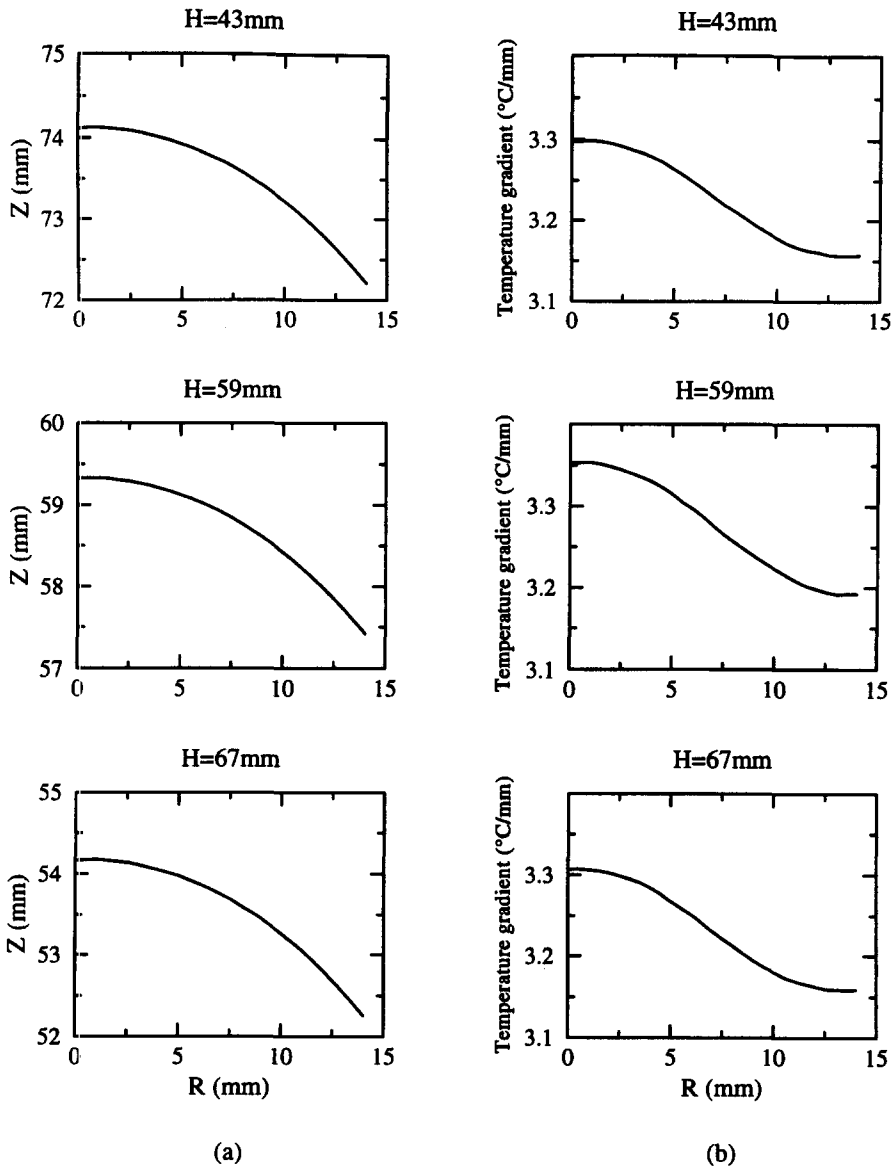 H=43mm
75
74
73
72
Z (mm)
0 5 10 15
H=43mm
3.3
3.2
3.1
Temperature gradient (°C/mm)
0 5 10 15
H=59mm
60
59
58
57
Z (mm)
0 5 10 15
H=59mm
3.3
3.2
3.1
Temperature gradient (°C/mm)
0 5 10 15
H=67mm
55
54
53
52
Z (mm)
0 5 10 15
R (mm)
H=67mm
3.3
3.2
3.1
Temperature gradient (°C/mm)
0 5 10 15
R (mm)
(a)
(b)